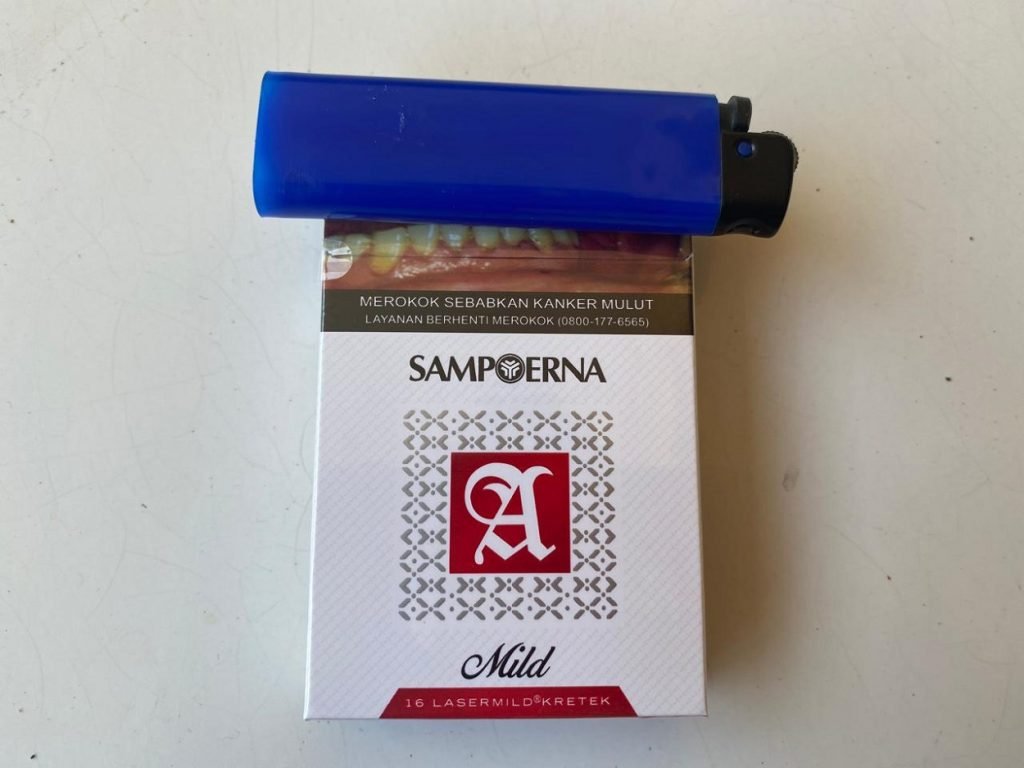 MEROKOK SEBABKAN KANKER MULUT
LAYANAN BERHENTI MEROKOK (0800-177-6565)
SAMPOERNA
A
Mild
16 LASERMILD® KRETEK